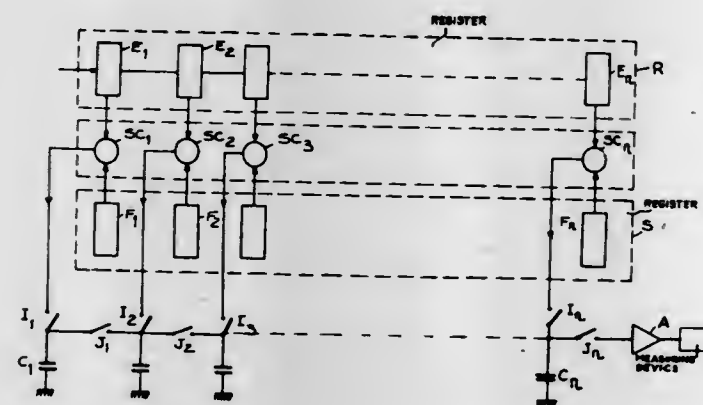 REGISTER
E1 E2 En R
SC1 SC2 SC3 SCn
F1 F2 Fn REGISTER
S
I1 I2 I3 In A
J1 J2 Jn
MEASURING
DEVICE
C1 Cn